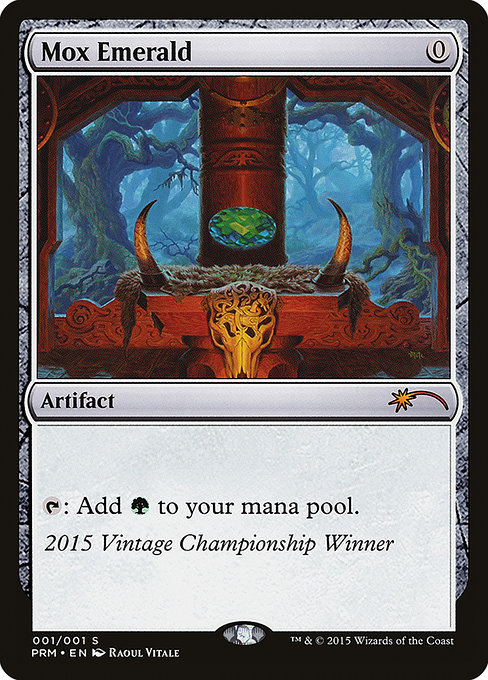 Mox Emerald 0
Artifact
: Add to your mana pool.
2015 Vintage Championship Winner
001/001 S
PRM • EN Raoul Vitale
™ & © 2015 Wizards of the Coast